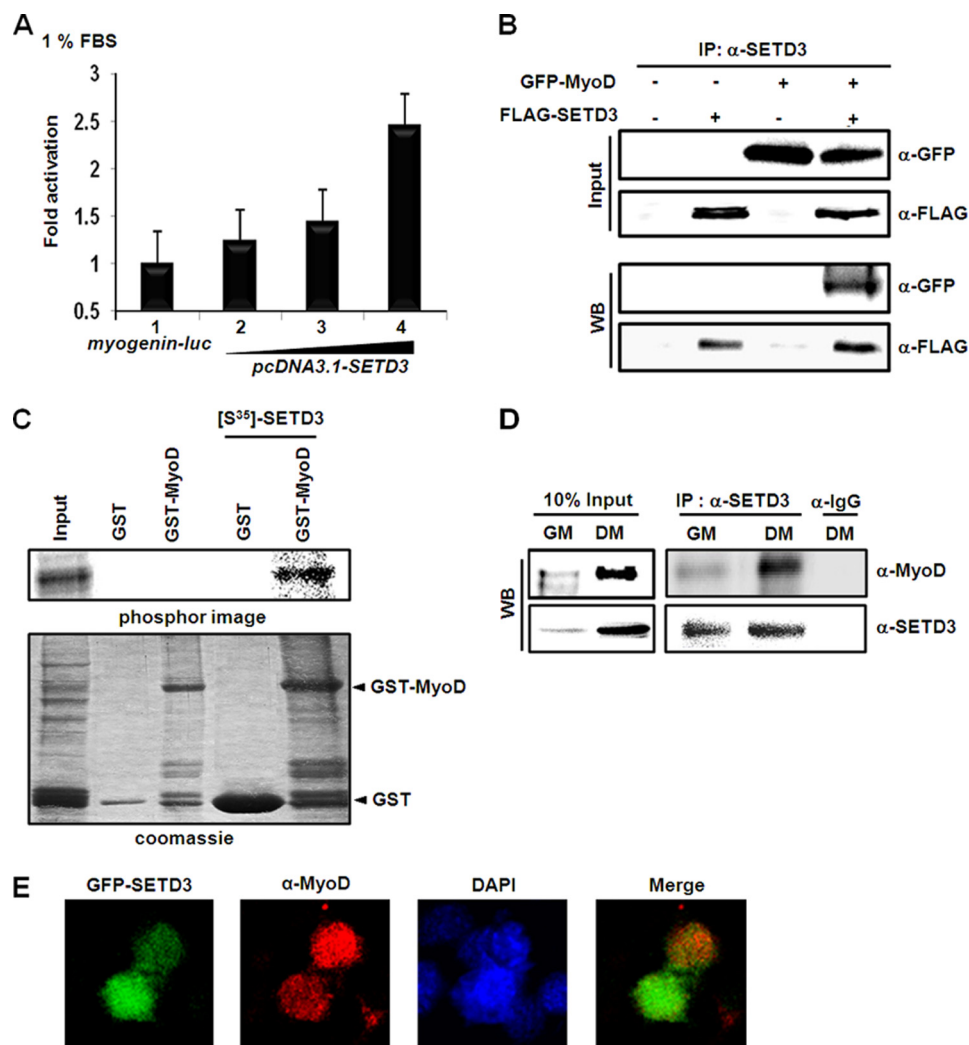 A
1 % FBS
Fold activation
3
2.5
2
1.5
1
0.5
1 2 3 4
myogenin-luc
pcDNA3.1-SETD3
B
IP: α-SETD3
GFP-MyoD - - + +
FLAG-SETD3 - + - +
Input
α-GFP
α-FLAG
WB
α-GFP
α-FLAG
C
[S³⁵]-SETD3
Input
GST
GST-MyoD
GST
GST-MyoD
phosphor image
GST-MyoD
GST
coomassie
D
10% Input IP : α-SETD3 α-IgG
GM DM GM DM DM
WB
α-MyoD
α-SETD3
E
GFP-SETD3 α-MyoD DAPI Merge